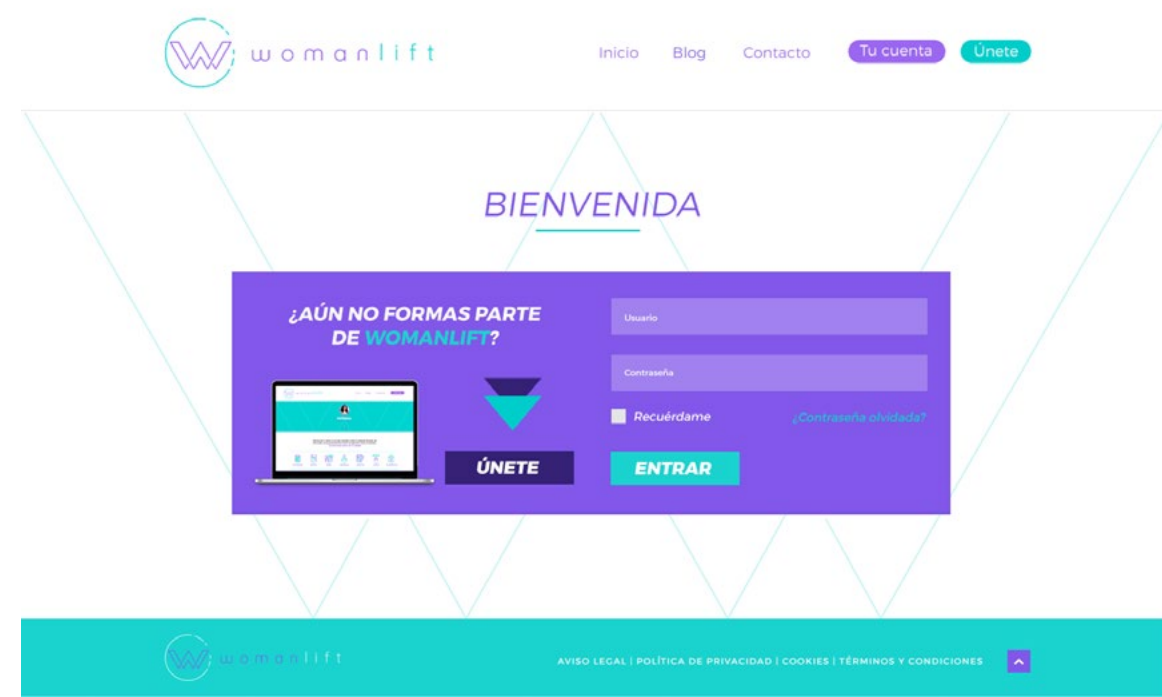 womanlift
Inicio
Blog
Contacto
Tu cuenta
Únete
BIENVENIDA
¿AÚN NO FORMAS PARTE
DE WOMANLIFT?
ÚNETE
Usuario
Contraseña
Recuérdame
¿Contraseña olvidada?
ENTRAR
womanlift
AVISO LEGAL | POLÍTICA DE PRIVACIDAD | COOKIES | TÉRMINOS Y CONDICIONES